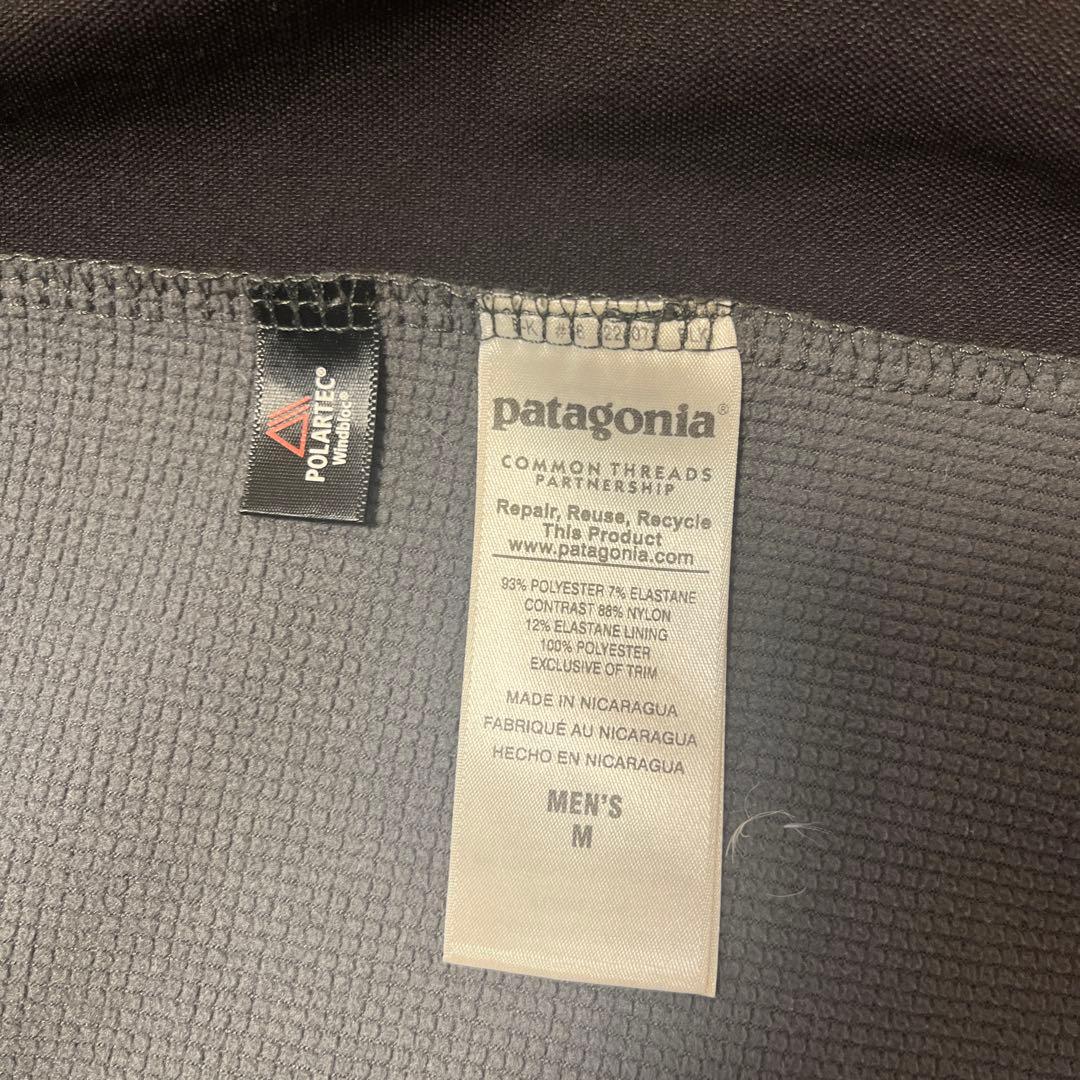 POLARTEC®
Windbloc®
patagonia®
COMMON THREADS
PARTNERSHIP
Repair, Reuse, Recycle
This Product
www.patagonia.com
93% POLYESTER 7% ELASTANE
CONTRAST 88% NYLON
12% ELASTANE LINING
100% POLYESTER
EXCLUSIVE OF TRIM
MADE IN NICARAGUA
FABRIQUÉ AU NICARAGUA
HECHO EN NICARAGUA
MEN'S
M